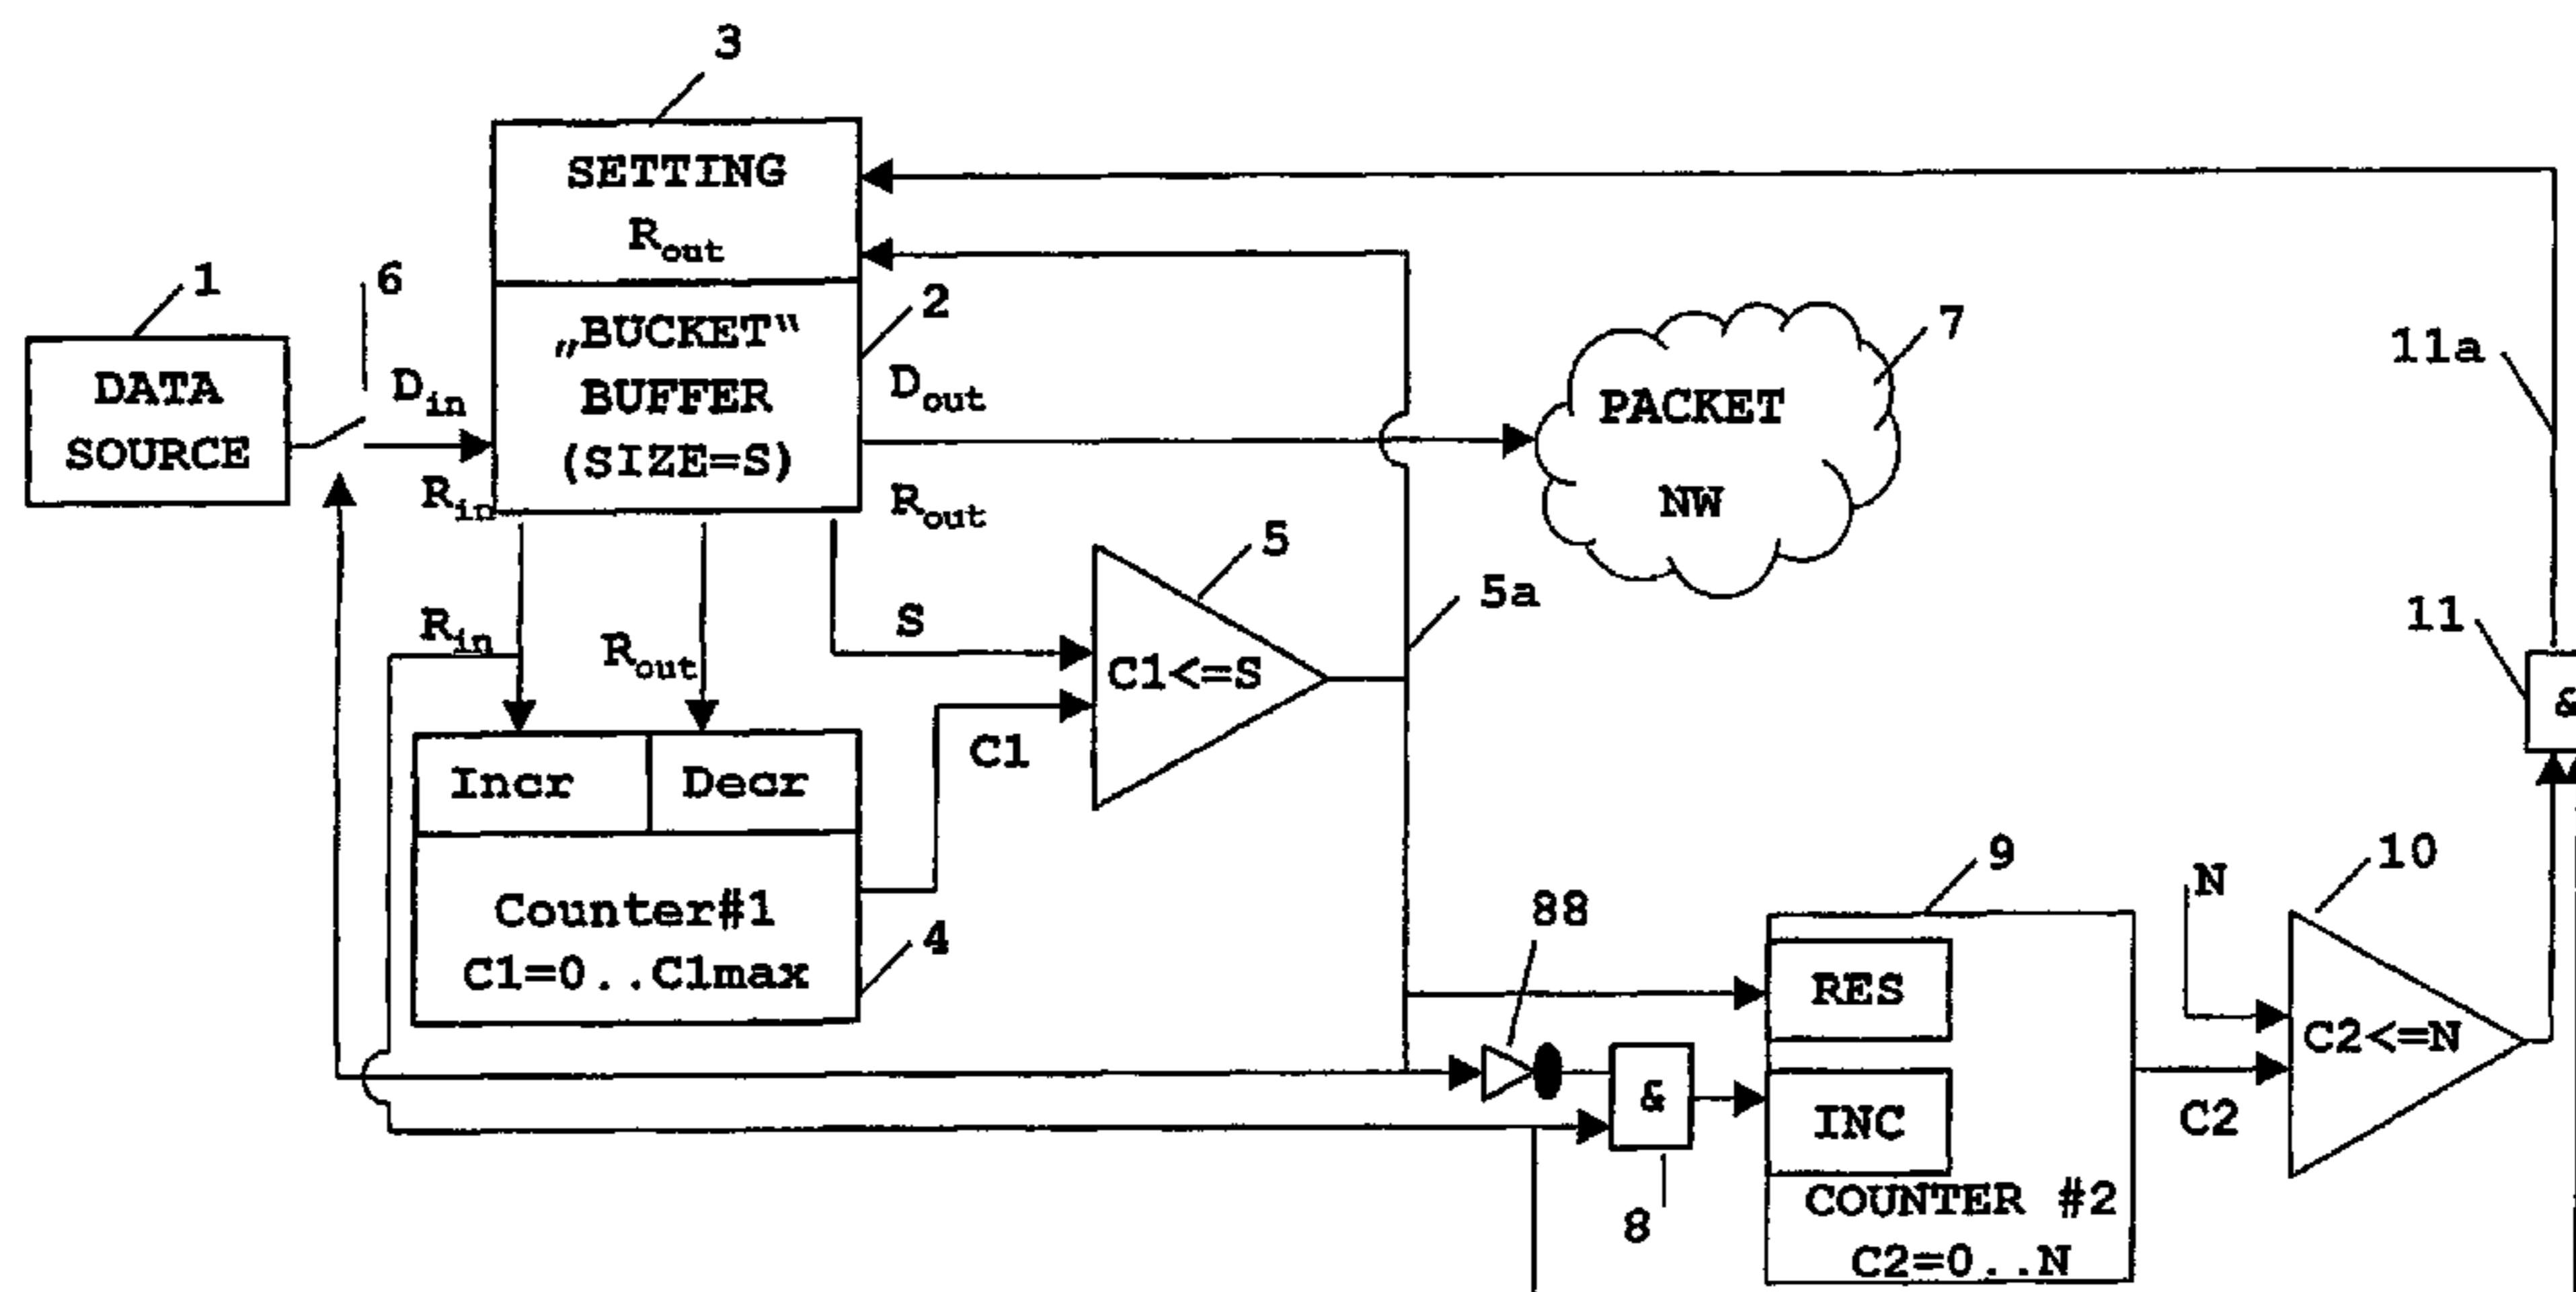 3
SETTING
Rout
1
6
2
DATA
SOURCE
Din
Rin
„BUCKET“
BUFFER
(SIZE=S)
Dout
Rout
7
PACKET
NW
11a
Rin
Rout
S
C1<=S
5
5a
C1
11
&
Incr
Decr
Counter#1
C1=0..C1max
4
88
9
RES
INC
COUNTER #2
C2=0..N
&
8
N
10
C2<=N
C2